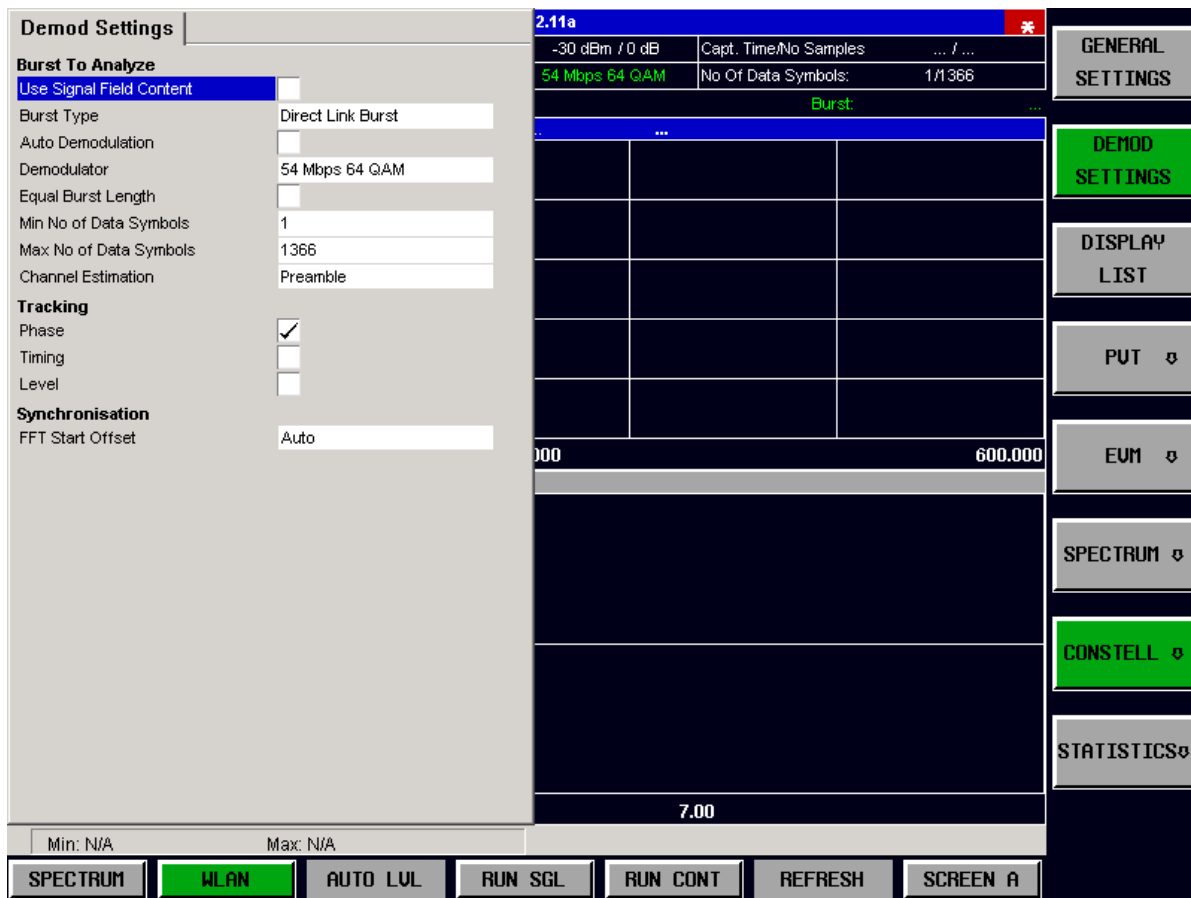 Demod Settings
Burst To Analyze
Use Signal Field Content
Burst Type Direct Link Burst
Auto Demodulation
Demodulator 54 Mbps 64 QAM
Equal Burst Length
Min No of Data Symbols 1
Max No of Data Symbols 1366
Channel Estimation Preamble
Tracking
Phase
Timing
Level
Synchronisation
FFT Start Offset Auto
Min: N/A Max: N/A
2.11a
-30 dBm / 0 dB Capt. Time/No Samples ... / ...
54 Mbps 64 QAM No Of Data Symbols: 1/1366
Burst: ...
.. ...
000 600.000
7.00
GENERAL
SETTINGS
DEMOD
SETTINGS
DISPLAY
LIST
PVT
EVM
SPECTRUM
CONSTELL
STATISTICS
SPECTRUM WLAN AUTO LVL RUN SGL RUN CONT REFRESH SCREEN A